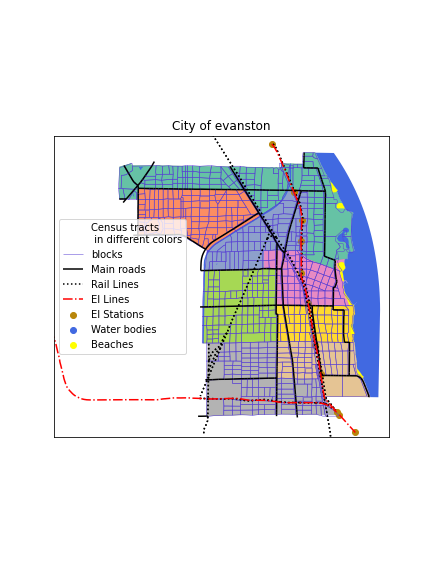 City of evanston
Census tracts
in different colors
blocks
Main roads
Rail Lines
El Lines
El Stations
Water bodies
Beaches